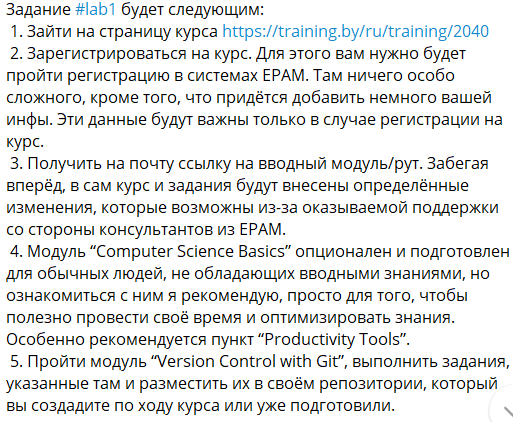 Задание #lab1 будет следующим:
1. Зайти на страницу курса https://training.by/ru/training/2040
2. Зарегистрироваться на курс. Для этого вам нужно будет
пройти регистрацию в системах EPAM. Там ничего особо
сложного, кроме того, что придётся добавить немного вашей
инфы. Эти данные будут важны только в случае регистрации на
курс.
3. Получить на почту ссылку на вводный модуль/рут. Забегая
вперёд, в сам курс и задания будут внесены определённые
изменения, которые возможны из-за оказываемой поддержки
со стороны консультантов из EPAM.
4. Модуль “Computer Science Basics” опционален и подготовлен
для обычных людей, не обладающих вводными знаниями, но
ознакомиться с ним я рекомендую, просто для того, чтобы
полезно провести своё время и оптимизировать знания.
Особенно рекомендуется пункт “Productivity Tools”.
5. Пройти модуль “Version Control with Git”, выполнить задания,
указанные там и разместить их в своём репозитории, который
вы создадите по ходу курса или уже подготовили.